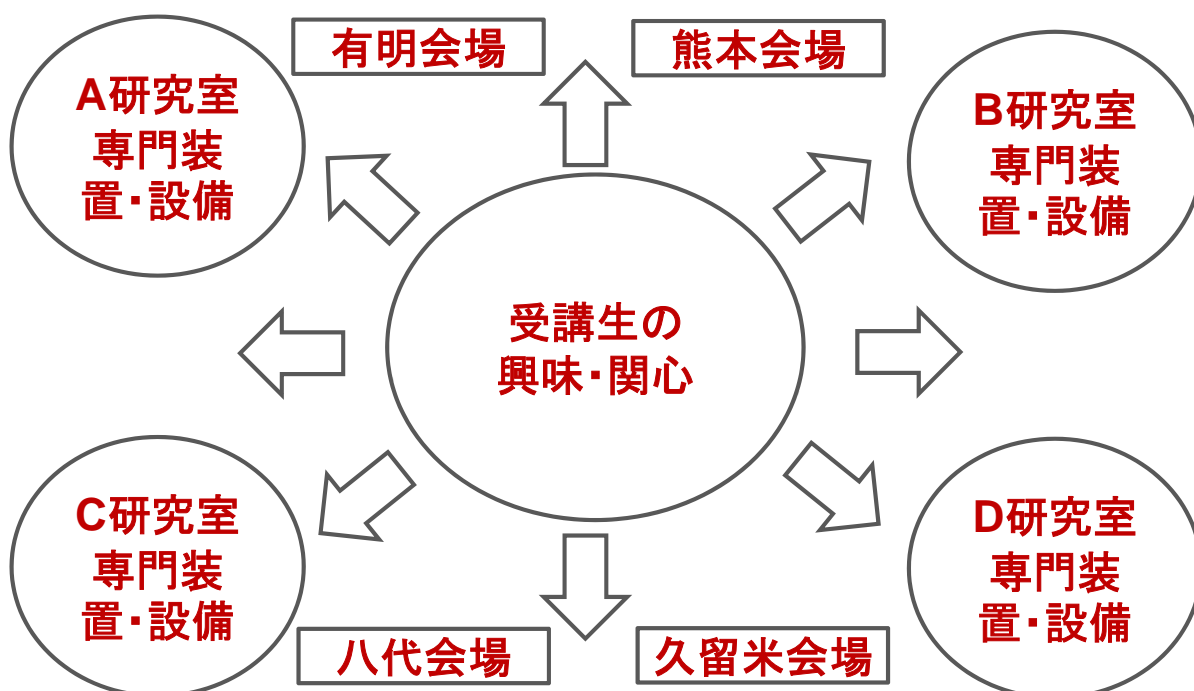 有明会場
熊本会場
A研究室
専門装
置・設備
B研究室
専門装
置・設備
受講生の
興味・関心
C研究室
専門装
置・設備
D研究室
専門装
置・設備
八代会場
久留米会場